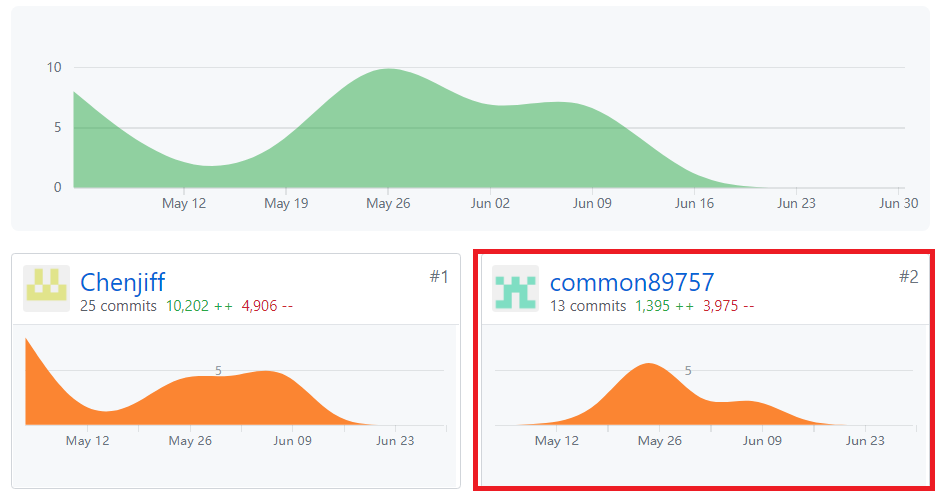 10
5
0
May 12 May 19 May 26 Jun 02 Jun 09 Jun 16 Jun 23 Jun 30
Chenjiff #1
25 commits 10,202 ++ 4,906 --
5
May 12 May 26 Jun 09 Jun 23
common89757 #2
13 commits 1,395 ++ 3,975 --
5
May 12 May 26 Jun 09 Jun 23